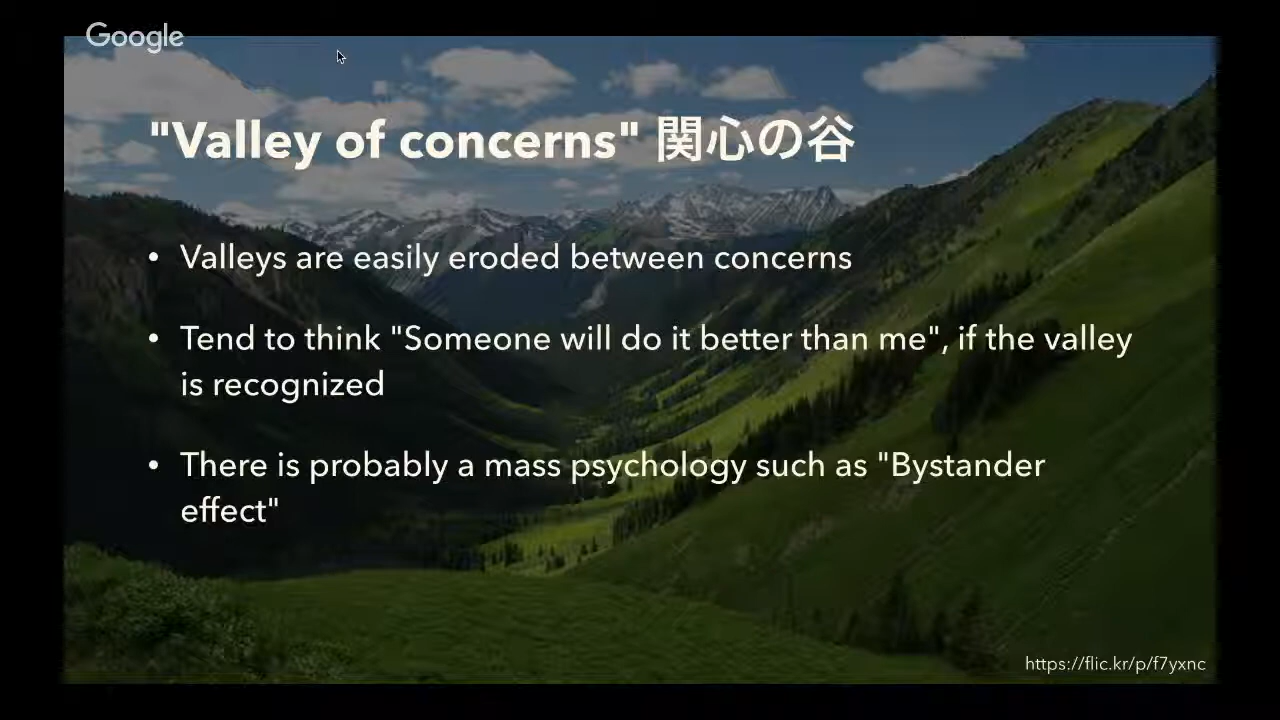 Google
"Valley of concerns" 関心の谷
• Valleys are easily eroded between concerns
• Tend to think "Someone will do it better than me", if the valley
is recognized
• There is probably a mass psychology such as "Bystander
effect"
https://flic.kr/p/f7yxnc